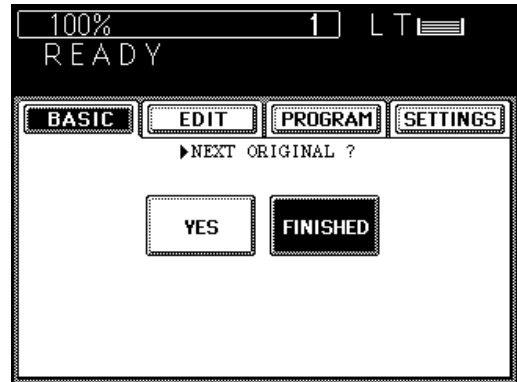 100% 1 LT
READY
BASIC EDIT PROGRAM SETTINGS
▶NEXT ORIGINAL ?
YES FINISHED